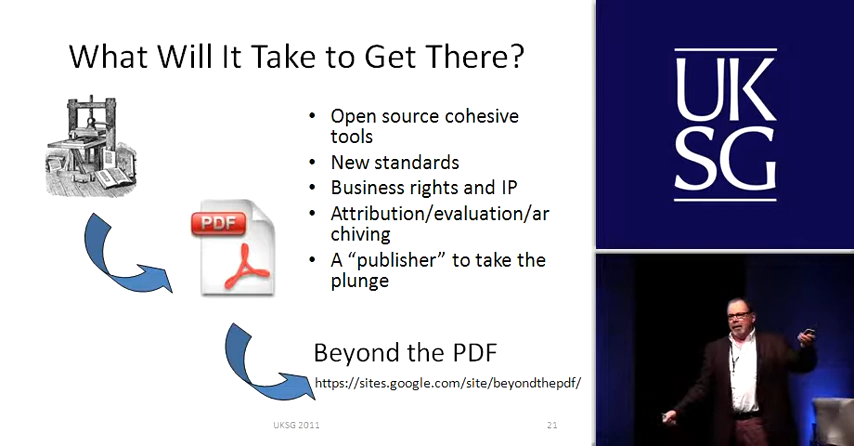 What Will It Take to Get There?
• Open source cohesive
tools
• New standards
• Business rights and IP
• Attribution/evaluation/ar
chiving
• A “publisher” to take the
plunge
PDF
Beyond the PDF
https://sites.google.com/site/beyondthepdf/
UKSG 2011
21
UK
SG